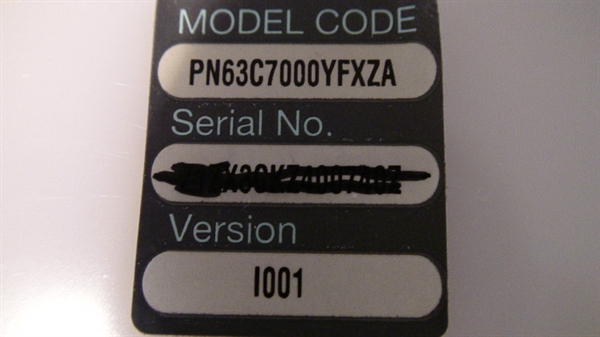 MODEL CODE
PN63C7000YFXZA
Serial No.
Version
I001